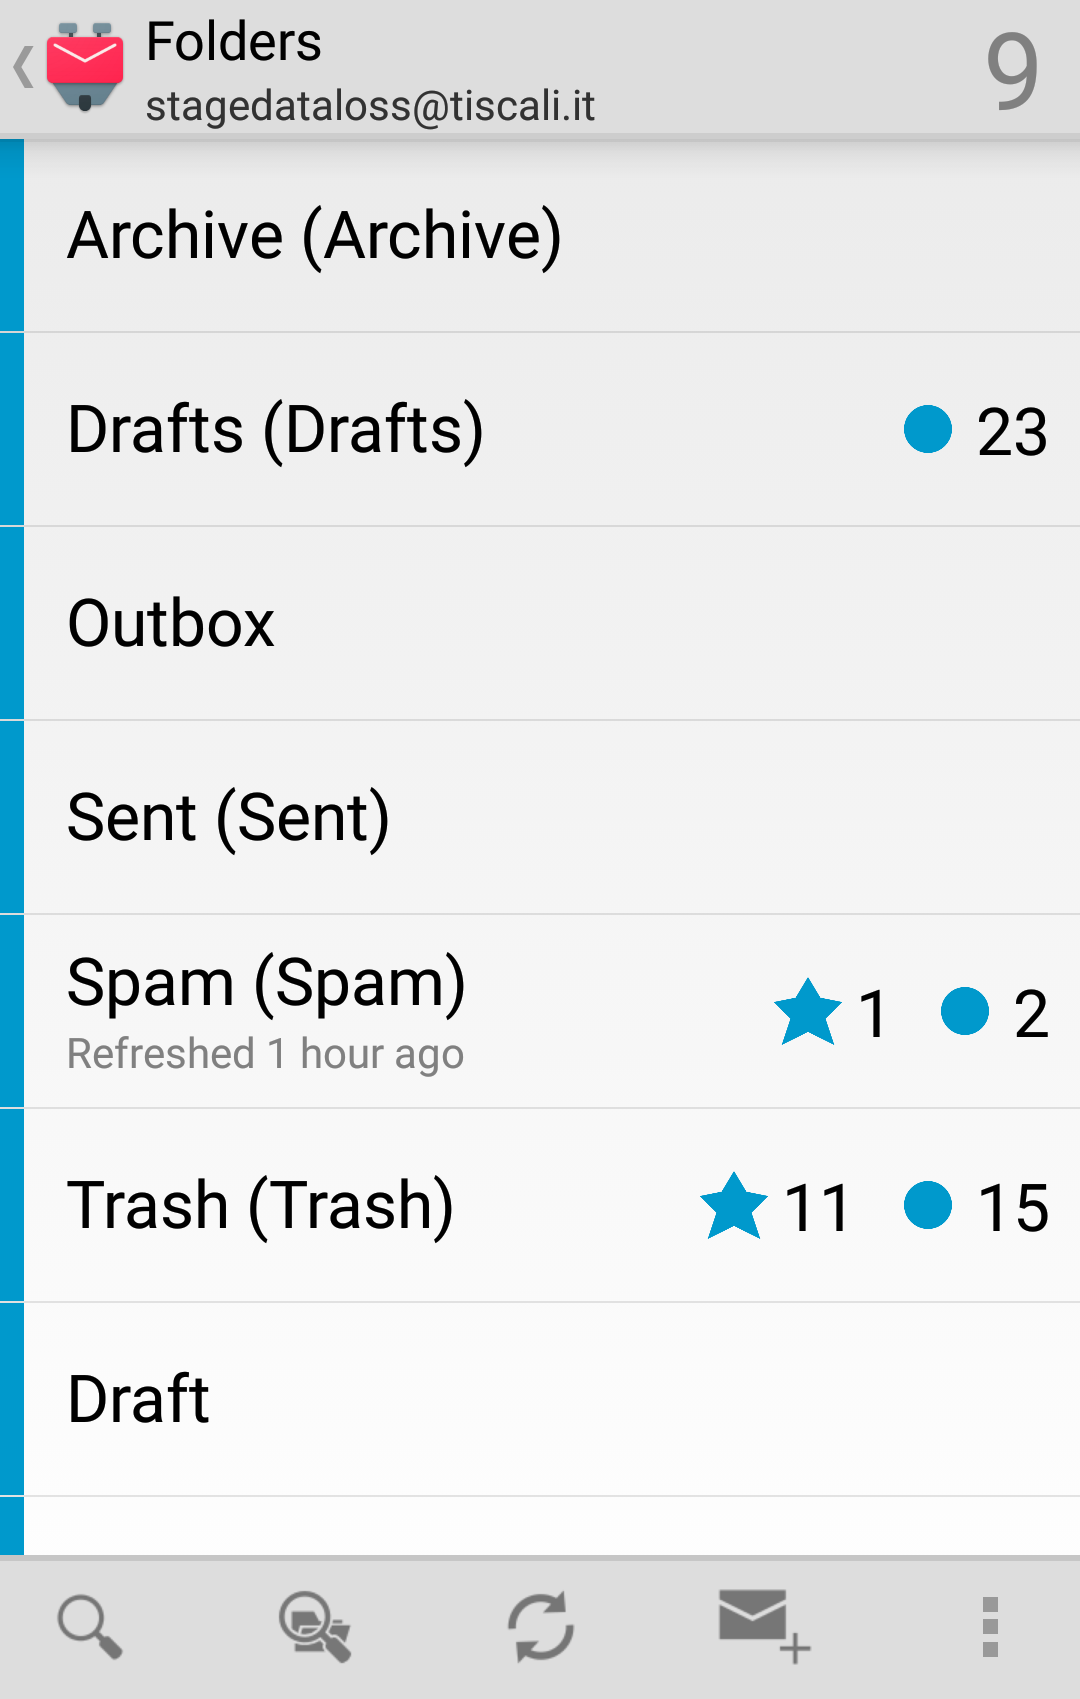 Folders
stagedataloss@tiscali.it
9
Archive (Archive)
Drafts (Drafts) 23
Outbox
Sent (Sent)
Spam (Spam) 1 2
Refreshed 1 hour ago
Trash (Trash) 11 15
Draft